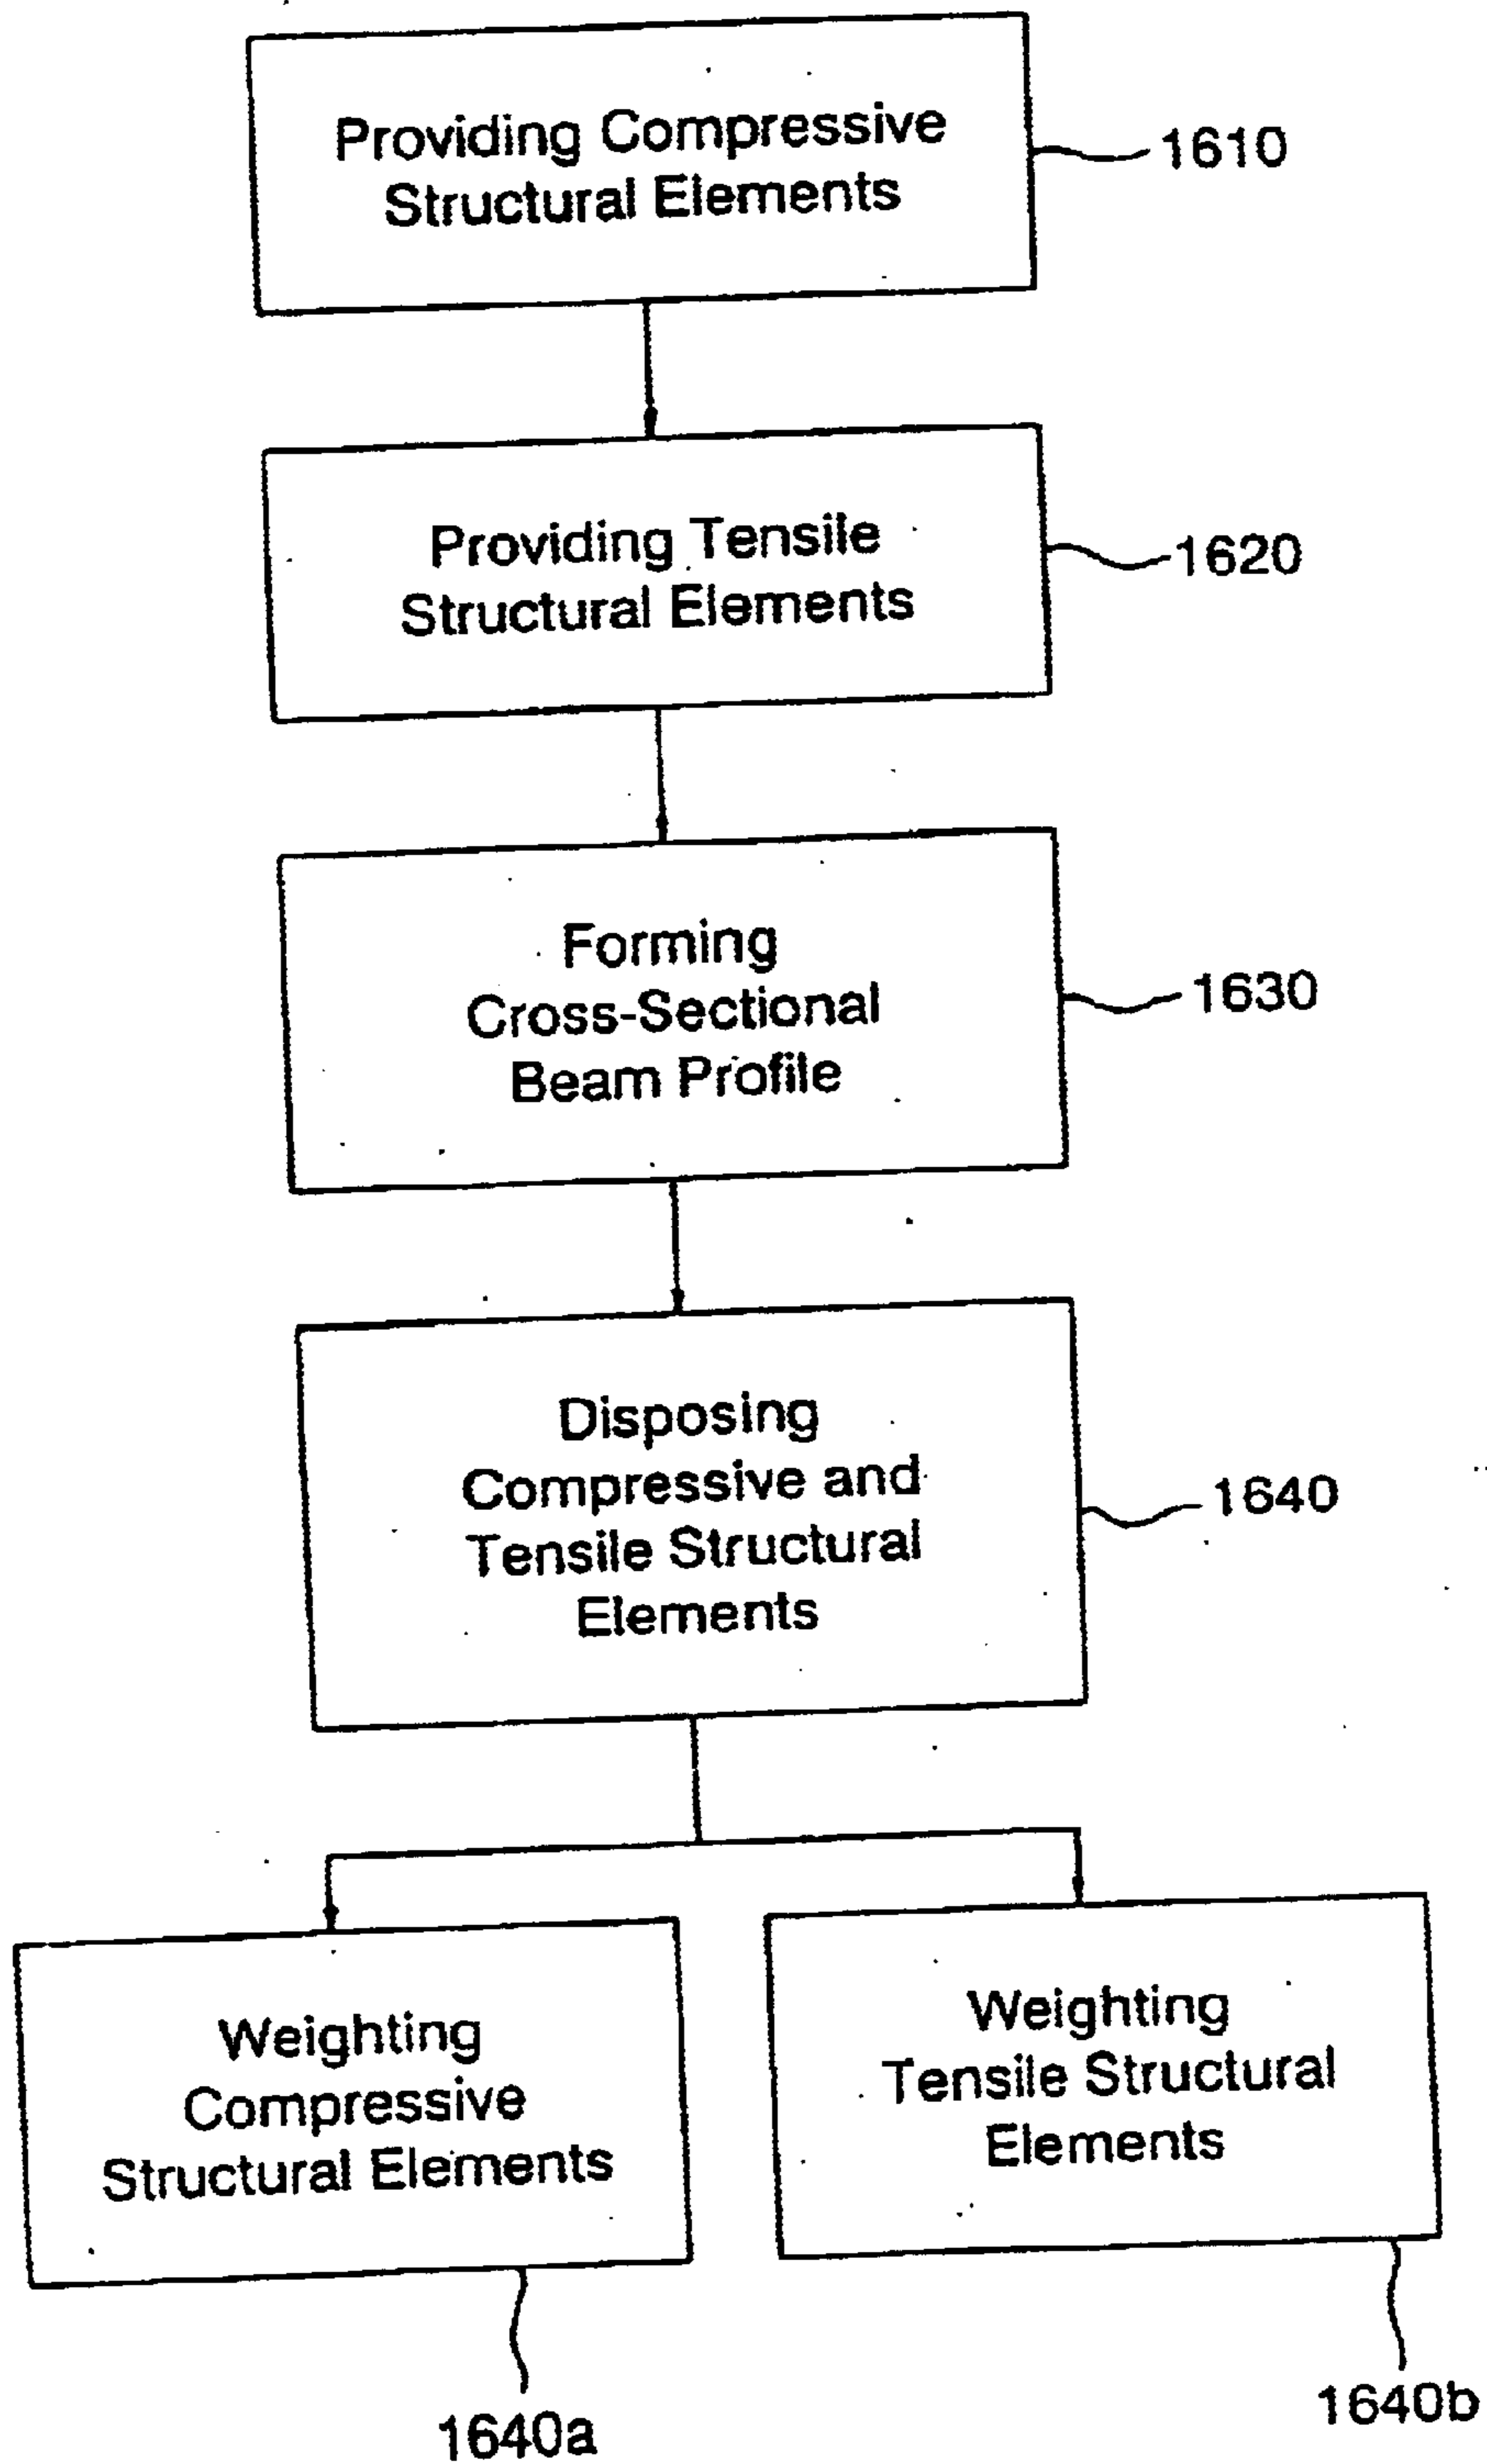 Providing Compressive
Structural Elements
1610
Providing Tensile
Structural Elements
1620
Forming
Cross-Sectional
Beam Profile
1630
Disposing
Compressive and
Tensile Structural
Elements
1640
Weighting
Compressive
Structural Elements
1640a
Weighting
Tensile Structural
Elements
1640b